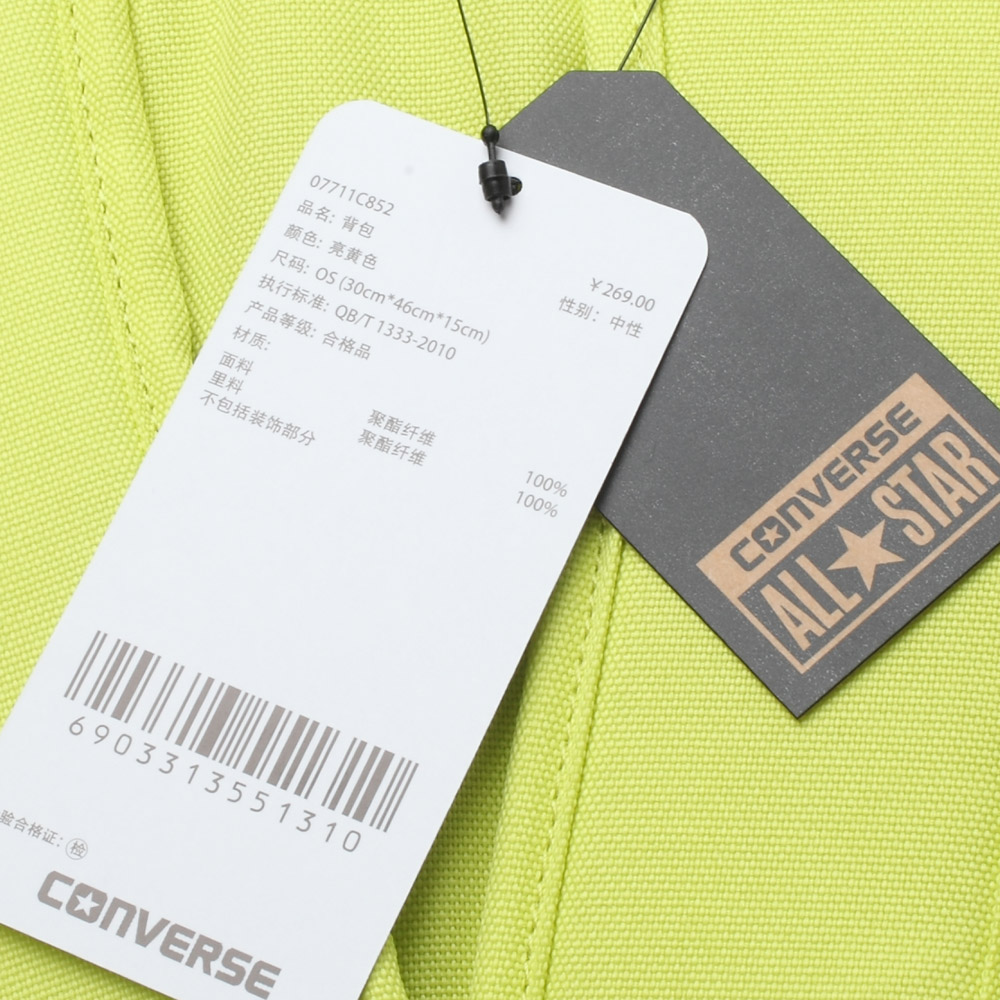 07711C852
品名: 背包
颜色: 亮黄色
尺码: OS (30cm*46cm*15cm)
执行标准: QB/T 1333-2010
产品等级: 合格品
材质:
面料 聚酯纤维 100%
里料 聚酯纤维 100%
不包括装饰部分
¥269.00
性别: 中性
6903313551310
验合格证: 检
CONVERSE
CONVERSE
ALL STAR